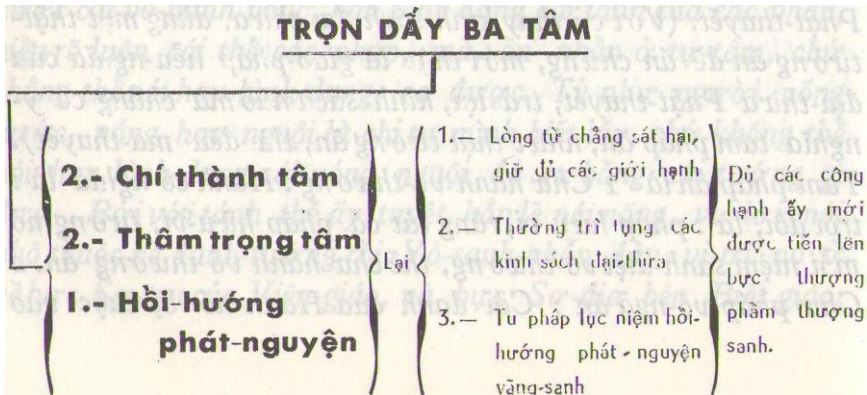 TRỌN DẤY BA TÂM
2.- Chí thành tâm
2.- Thâm trọng tâm
1.- Hồi-hướng
phát-nguyện
Lại
1.— Lòng từ chẳng sát hại,
giữ đủ các giới hạnh
2.— Thường trì tụng các
kinh sách đại-thừa
3.— Tu pháp lục niệm hồi-
hướng phát-nguyện
vãng-sanh
Đủ các công
hạnh ấy mới
được tiến lên
bực thượng
phẩm thượng
sanh.